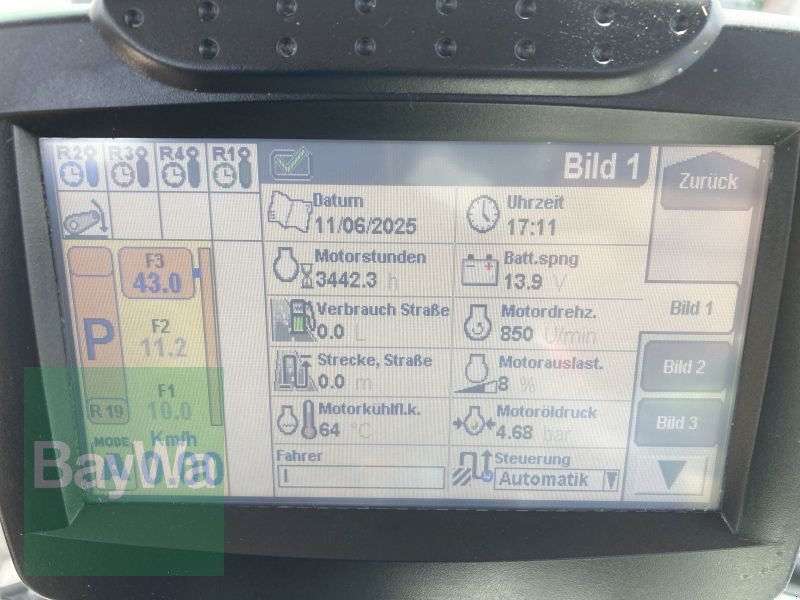 R2 R3 R4 R1
Bild 1
Zurück
Datum
11/06/2025
Uhrzeit
17:11
Motorstunden
3442.3 h
Batt.spng
13.9 V
Verbrauch Straße
0.0 L
Motordrehz.
850 U/min
Strecke, Straße
0.0 m
Motorauslast.
8 %
Motorkühlfl.k.
64 °C
Motoröldruck
4.68 bar
Fahrer
Steuerung
Automatik
F3
43.0
P
F2
11.2
F1
10.0
R 19
MODE
Km/h
0.00
Bild 1
Bild 2
Bild 3
BayWa